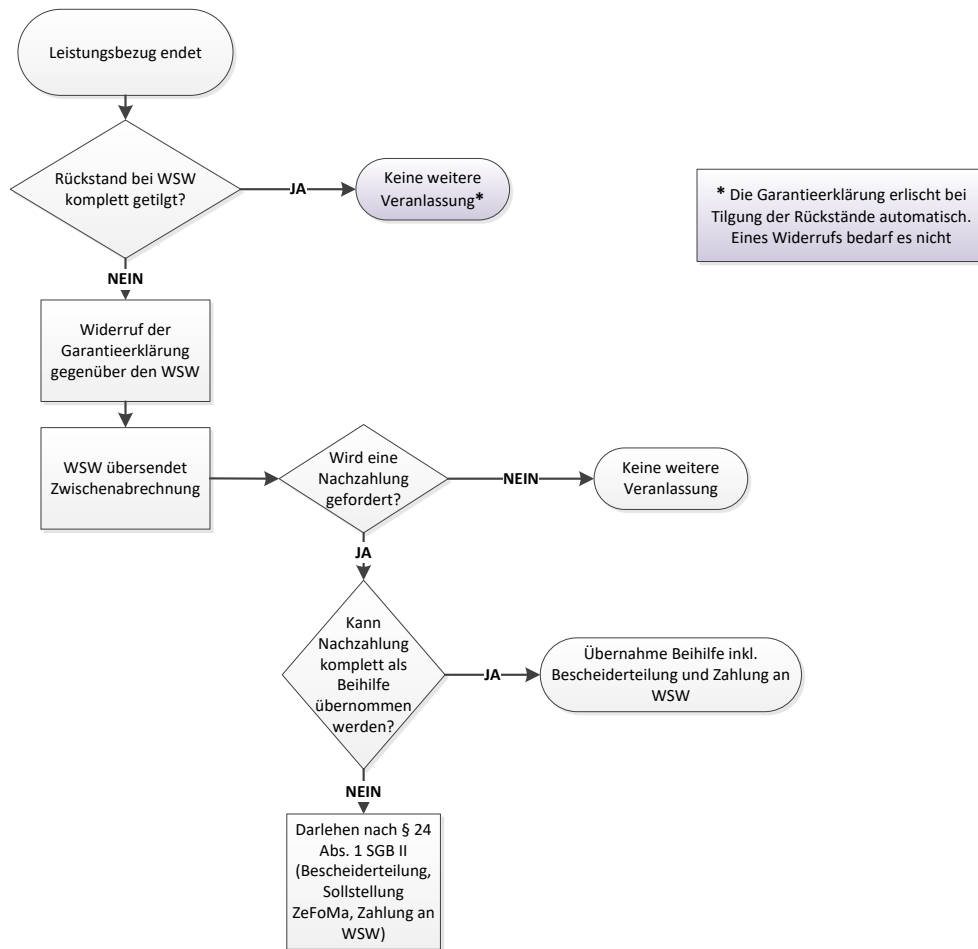 Leistungsbezug endet
Rückstand bei WSW
komplett getilgt?
JA
Keine weitere
Veranlassung*
* Die Garantieerklärung erlischt bei
Tilgung der Rückstände automatisch.
Eines Widerrufs bedarf es nicht
NEIN
Widerruf der
Garantieerklärung
gegenüber den WSW
WSW übersendet
Zwischenabrechnung
Wird eine
Nachzahlung
gefordert?
NEIN
Keine weitere
Veranlassung
JA
Kann
Nachzahlung
komplett als
Beihilfe
übernommen
werden?
JA
Übernahme Beihilfe inkl.
Bescheiderteilung und Zahlung an
WSW
NEIN
Darlehen nach § 24
Abs. 1 SGB II
(Bescheiderteilung,
Sollstellung
ZeFoMa, Zahlung an
WSW)